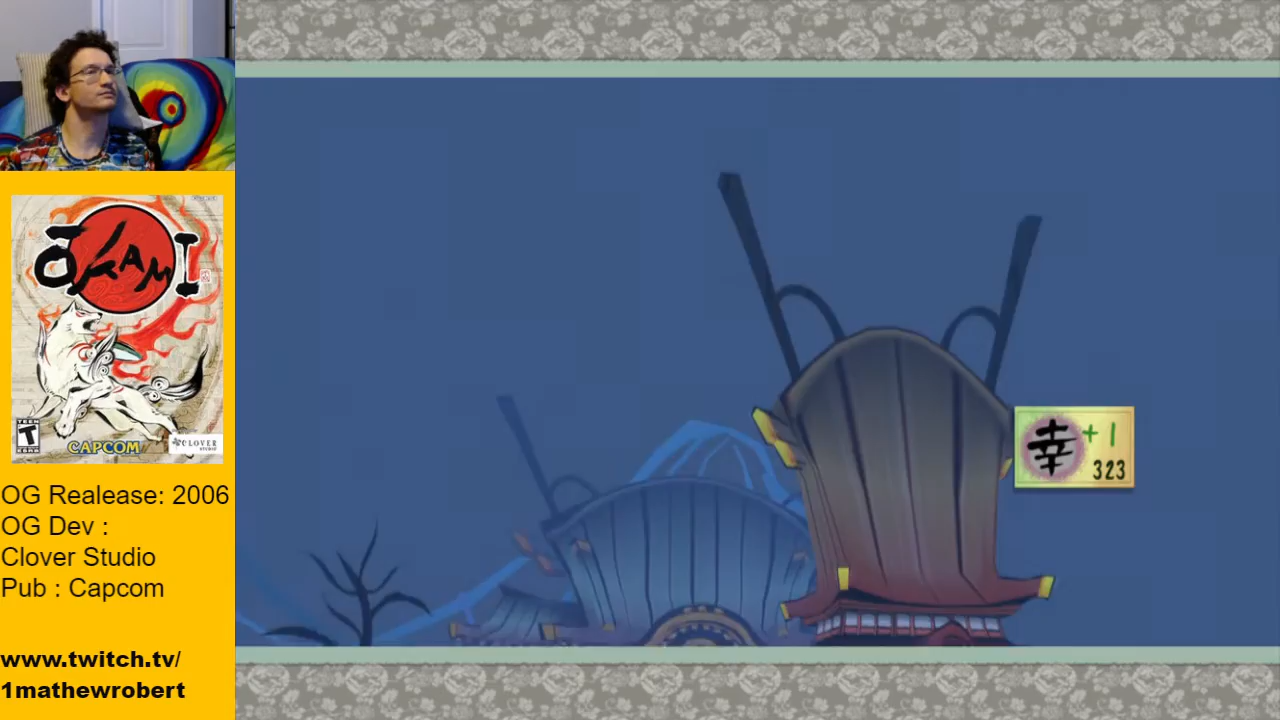 ŌKAMI
TEEN
T
CAPCOM
CLOVER
STUDIO
OG Realease: 2006
OG Dev :
Clover Studio
Pub : Capcom
www.twitch.tv/
1mathewrobert
幸 +1
323